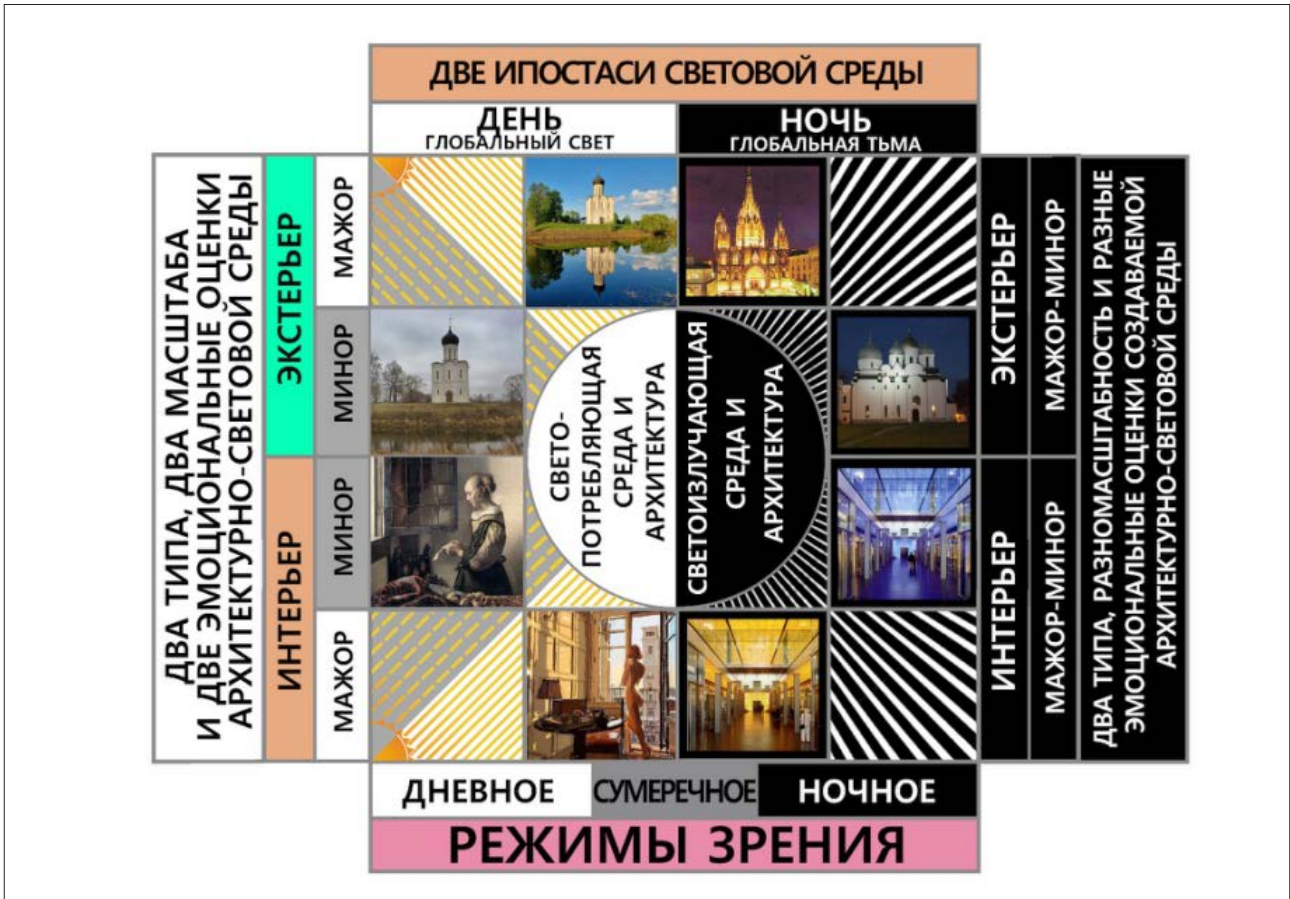 ДВЕ ИПОСТАСИ СВЕТОВОЙ СРЕДЫ
ДЕНЬ
ГЛОБАЛЬНЫЙ СВЕТ
НОЧЬ
ГЛОБАЛЬНАЯ ТЬМА
ДВА ТИПА, ДВА МАСШТАБА
И ДВЕ ЭМОЦИОНАЛЬНЫЕ ОЦЕНКИ
АРХИТЕКТУРНО-СВЕТОВОЙ СРЕДЫ
ЭКСТЕРЬЕР
ИНТЕРЬЕР
МАЖОР
МИНОР
МИНОР
МАЖОР
СВЕТО-
ПОТРЕБЛЯЮЩАЯ
СРЕДА И
АРХИТЕКТУРА
СВЕТОИЗЛУЧАЮЩАЯ
СРЕДА И
АРХИТЕКТУРА
ЭКСТЕРЬЕР
ИНТЕРЬЕР
МАЖОР-МИНОР
МАЖОР-МИНОР
ДВА ТИПА, РАЗНОМАСШТАБНОСТЬ И РАЗНЫЕ
ЭМОЦИОНАЛЬНЫЕ ОЦЕНКИ СОЗДАВАЕМОЙ
АРХИТЕКТУРНО-СВЕТОВОЙ СРЕДЫ
ДНЕВНОЕ
СУМЕРЕЧНОЕ
НОЧНОЕ
РЕЖИМЫ ЗРЕНИЯ